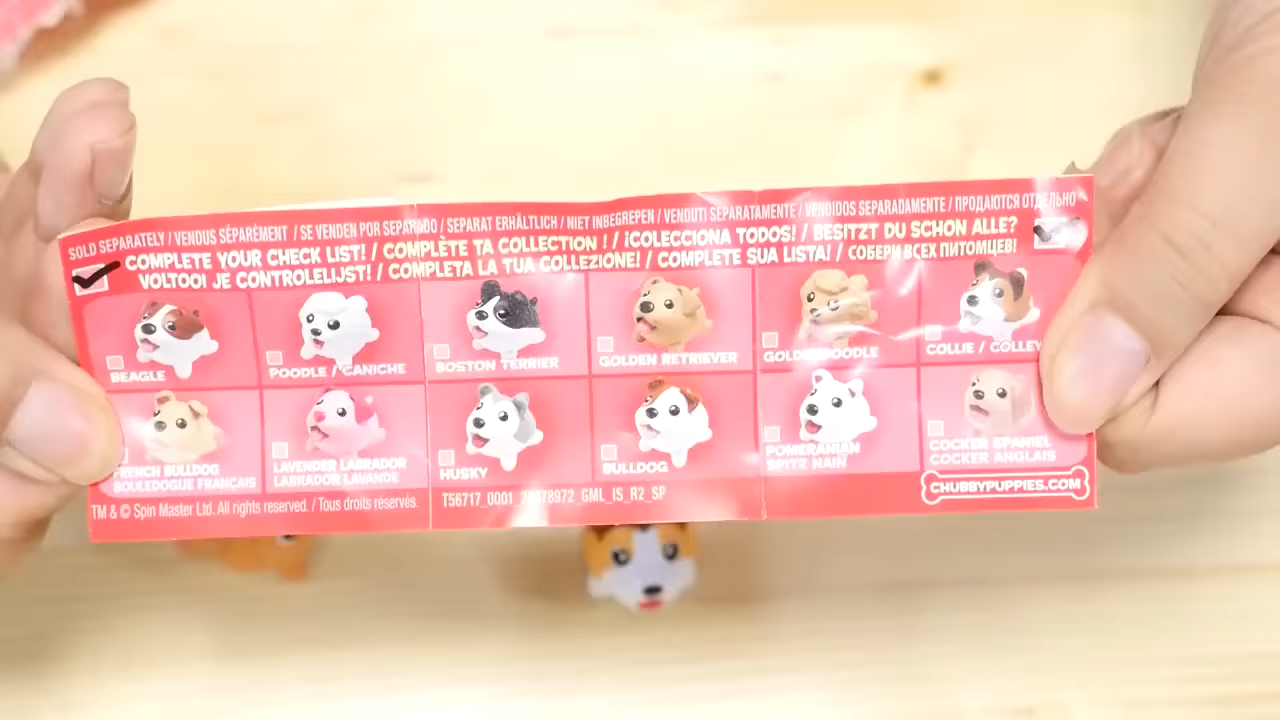 SOLD SEPARATELY / VENDUS SÉPARÉMENT / SE VENDEN POR SEPARADO / SEPARAT ERHÄLTLICH / NIET INBEGREPEN / VENDUTI SEPARATAMENTE / VENDIDOS SEPARADAMENTE / ПРОДАЮТСЯ ОТДЕЛЬНО
COMPLETE YOUR CHECK LIST! / COMPLÈTE TA COLLECTION ! / ¡COLECCIONA TODOS! / BESITZT DU SCHON ALLE?
VOLTOOI JE CONTROLELIJST! / COMPLETA LA TUA COLLEZIONE! / COMPLETE SUA LISTA! / СОБЕРИ ВСЕХ ПИТОМЦЕВ!
BEAGLE
POODLE / CANICHE
BOSTON TERRIER
GOLDEN RETRIEVER
GOLDENDOODLE
COLLIE / COLLEY
FRENCH BULLDOG
BOULEDOGUE FRANÇAIS
LAVENDER LABRADOR
LABRADOR LAVANDE
HUSKY
BULLDOG
POMERANIAN
SPITZ NAIN
COCKER SPANIEL
COCKER ANGLAIS
TM & © Spin Master Ltd. All rights reserved. / Tous droits réservés.
T56717_0001_20078972_GML_IS_R2_SP
CHUBBYPUPPIES.COM